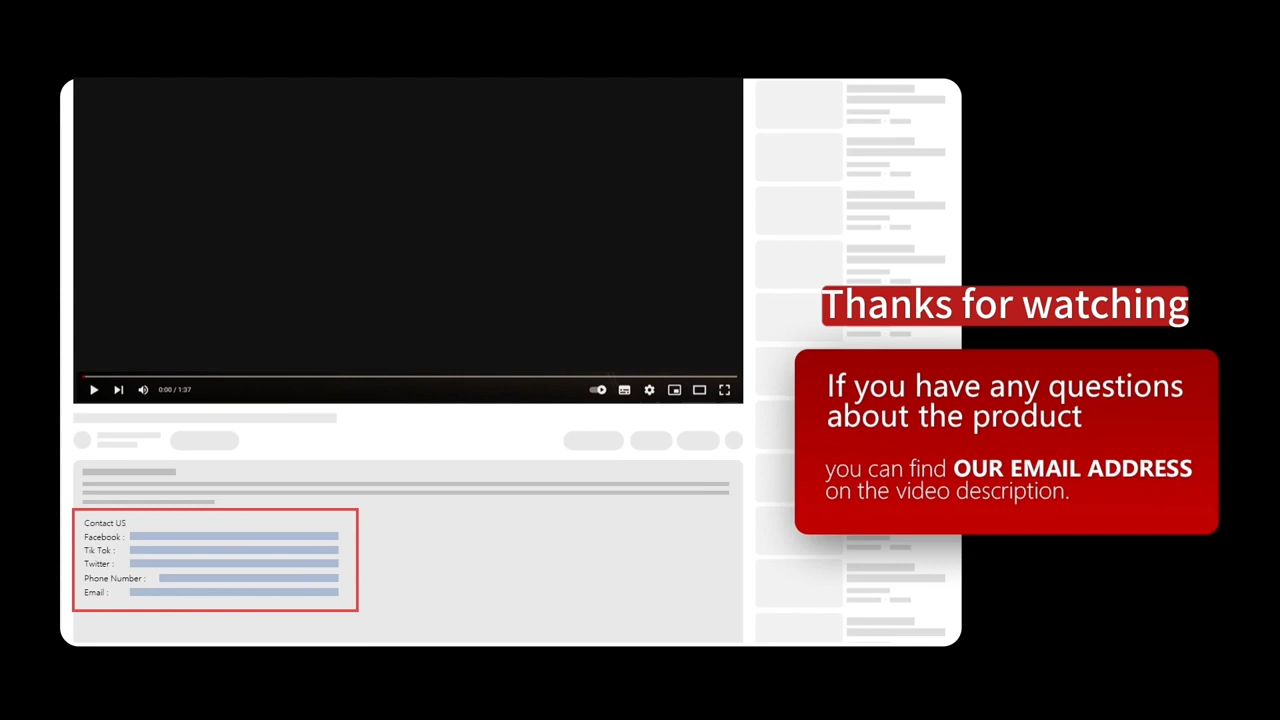 Thanks for watching
If you have any questions
about the product
you can find OUR EMAIL ADDRESS
on the video description.
0:00 / 1:37
Contact US
Facebook :
Tik Tok :
Twitter :
Phone Number :
Email :